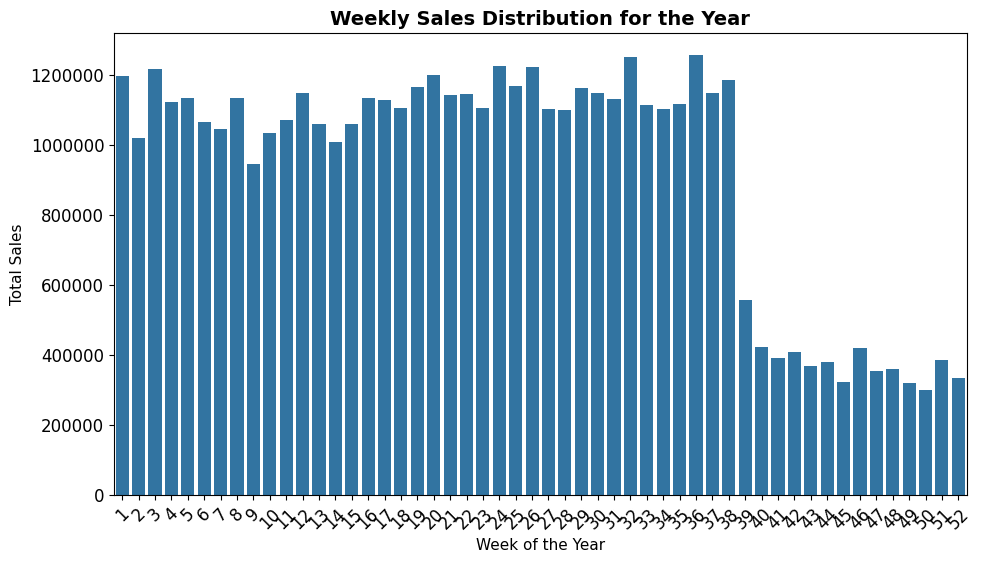 Weekly Sales Distribution for the Year
Total Sales
1200000
1000000
800000
600000
400000
200000
0
1 2 3 4 5 6 7 8 9 10 11 12 13 14 15 16 17 18 19 20 21 22 23 24 25 26 27 28 29 30 31 32 33 34 35 36 37 38 39 40 41 42 43 44 45 46 47 48 49 50 51 52
Week of the Year